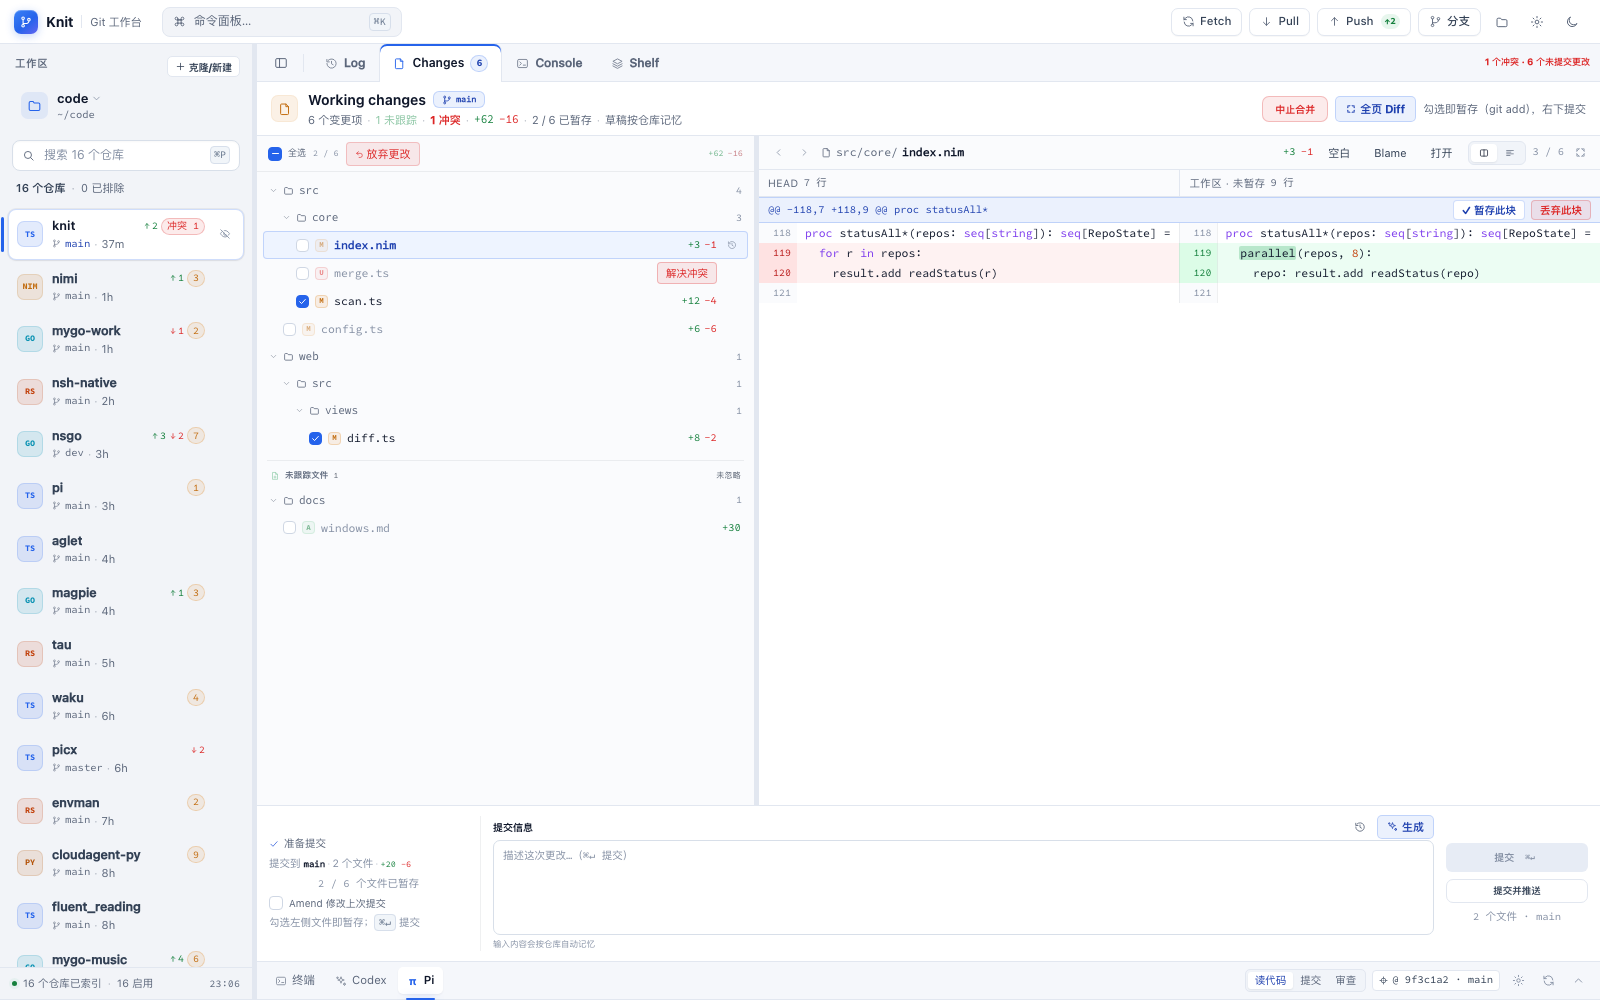 Knit Git 工作台 ⌘ 命令面板… ⌘K Fetch Pull Push ↑2 分支
工作区 + 克隆/新建
code
~/code
搜索 16 个仓库 ⌘P
16 个仓库 · 0 已排除
TS knit ↑2 冲突 1
main · 37m
NIM nimi ↑1 3
main · 1h
GO mygo-work ↓1 2
main · 1h
RS nsh-native
main · 2h
GO nsgo ↑3 ↓2 7
dev · 3h
TS pi 1
main · 3h
TS aglet
main · 4h
GO magpie ↑1 3
main · 4h
RS tau
main · 5h
TS waku 4
main · 6h
TS picx ↓2
master · 6h
RS envman 2
main · 7h
PY cloudagent-py 9
main · 8h
TS fluent_reading
main · 8h
GO mygo-music ↑4 6
16 个仓库已索引 · 16 启用 23:06
Log Changes 6 Console Shelf 1 个冲突 · 6 个未提交更改
Working changes main
6 个变更项 · 1 未跟踪 · 1 冲突 · +62 −16 · 2 / 6 已暂存 · 草稿按仓库记忆
中止合并 全页 Diff 勾选即暂存 (git add)，右下提交
全选 2 / 6 放弃更改 +62 −16
src 4
core 3
M index.nim +3 −1
U merge.ts 解决冲突
M scan.ts +12 −4
M config.ts +6 −6
web 1
src 1
views 1
M diff.ts +8 −2
未跟踪文件 1 未忽略
docs 1
A windows.md +30
src/core/index.nim +3 −1 空白 Blame 打开 3 / 6
HEAD 7 行 工作区 · 未暂存 9 行
@@ -118,7 +118,9 @@ proc statusAll* 暂存此块 丢弃此块
118 proc statusAll*(repos: seq[string]): seq[RepoState] =
119 for r in repos:
120 result.add readStatus(r)
121
118 proc statusAll*(repos: seq[string]): seq[RepoState] =
119 parallel(repos, 8):
120 repo: result.add readStatus(repo)
121
准备提交
提交到 main · 2 个文件 · +20 −6
2 / 6 个文件已暂存
Amend 修改上次提交
勾选左侧文件即暂存； ⌘↵ 提交
提交信息 生成
描述这次更改… (⌘↵ 提交)
输入内容会按仓库自动记忆
提交 ⌘↵
提交并推送
2 个文件 · main
终端 Codex π Pi 读代码 提交 审查 @ 9f3c1a2 · main